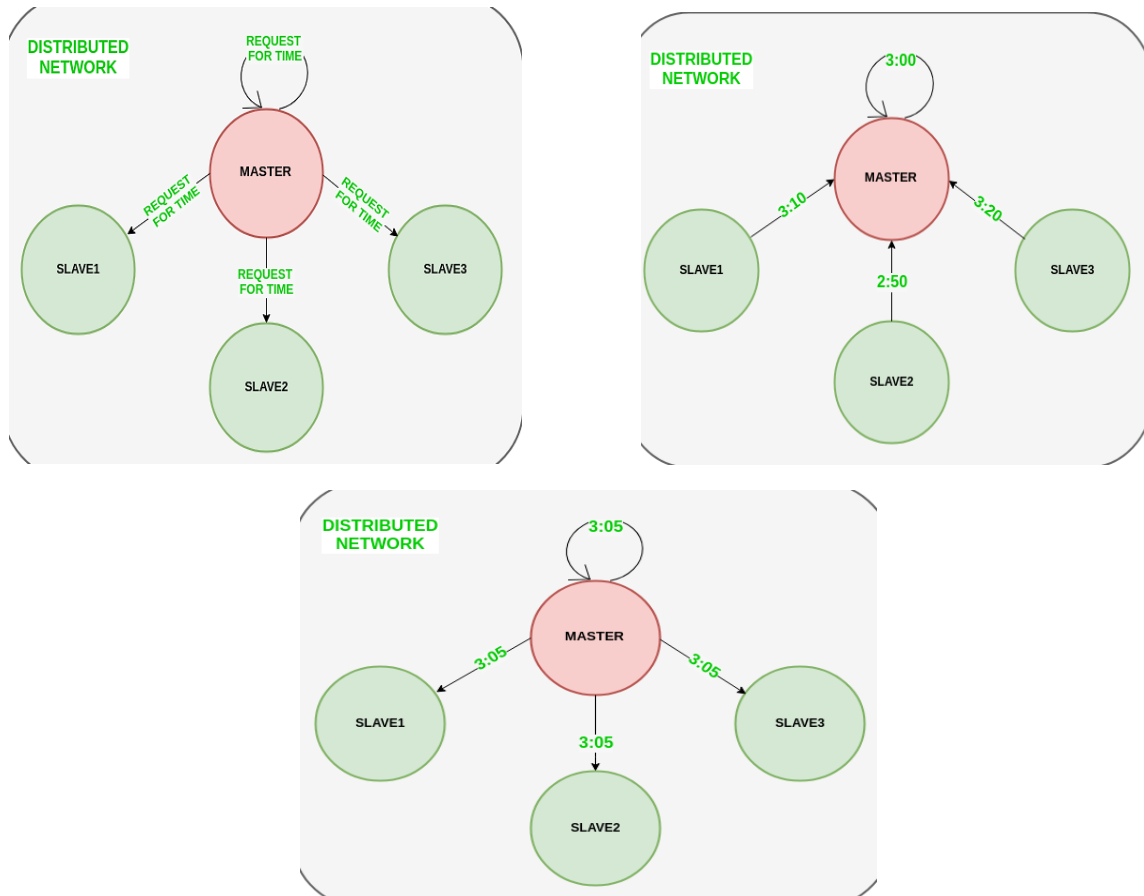 DISTRIBUTED
NETWORK
REQUEST
FOR TIME
MASTER
REQUEST
FOR TIME
REQUEST
FOR TIME
SLAVE1
SLAVE3
REQUEST
FOR TIME
SLAVE2
DISTRIBUTED
NETWORK
3:00
MASTER
3:10
3:20
SLAVE1
SLAVE3
2:50
SLAVE2
DISTRIBUTED
NETWORK
3:05
MASTER
3:05
3:05
SLAVE1
SLAVE3
3:05
SLAVE2